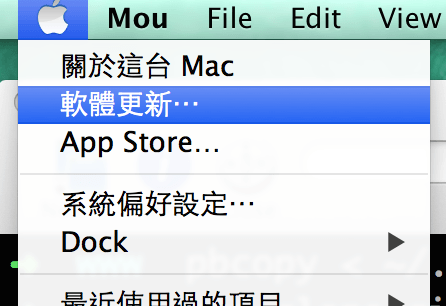 Mou File Edit View
關於這台 Mac
軟體更新⋯
App Store…
系統偏好設定⋯
Dock
pbcopy < ~/
最近使用過的項目